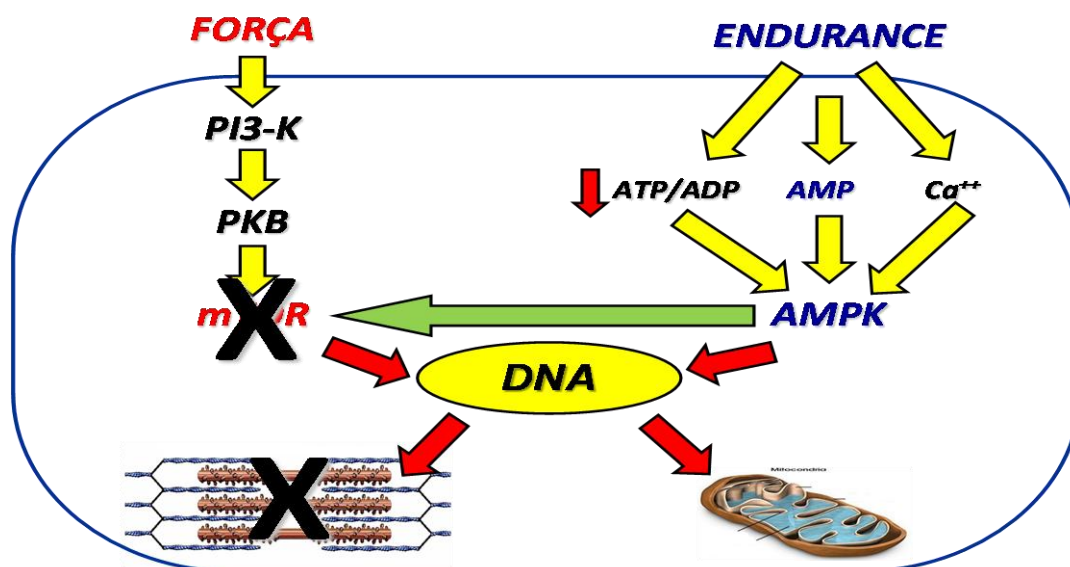 FORÇA
ENDURANCE
PI3-K
ATP/ADP
AMP
Ca⁺⁺
PKB
AMPK
DNA
Mitocondria